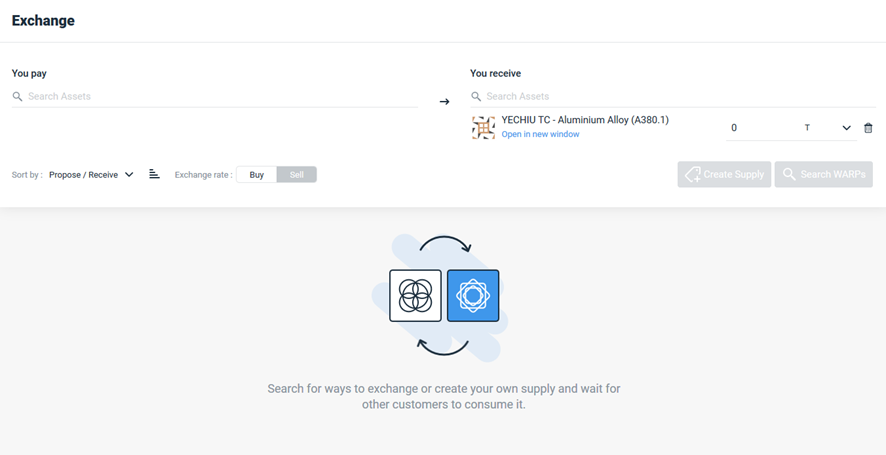 Exchange
You pay
You receive
Search Assets
Search Assets
YECHIU TC - Aluminium Alloy (A380.1)
Open in new window
0
T
Sort by :
Propose / Receive
Exchange rate :
Buy
Sell
Create Supply
Search WARPs
Search for ways to exchange or create your own supply and wait for
other customers to consume it.